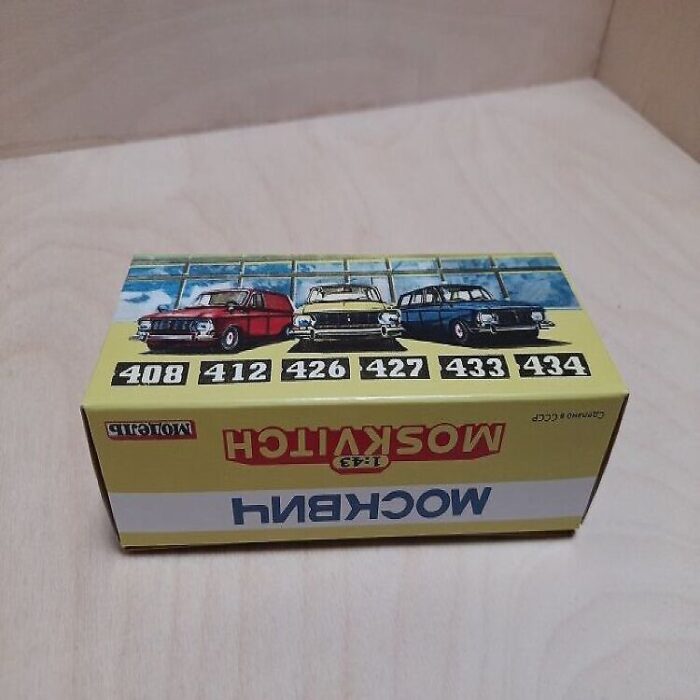 408 412 426 427 433 434
Сделано в СССР
МОДЕЛЬ
MOSKVITCH
1:43
МОСКВИЧ